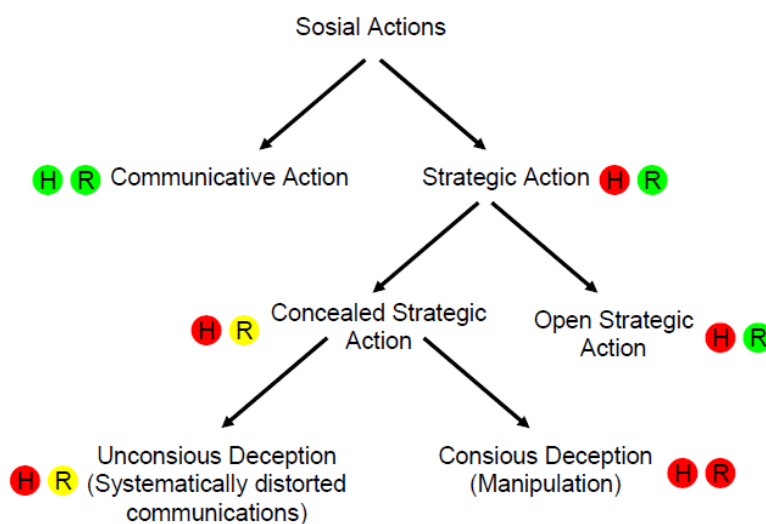 Sosial Actions
H R Communicative Action
Strategic Action H R
H R Concealed Strategic
Action
Open Strategic
Action H R
H R Unconsious Deception
(Systematically distorted
communications)
Consious Deception
(Manipulation) H R